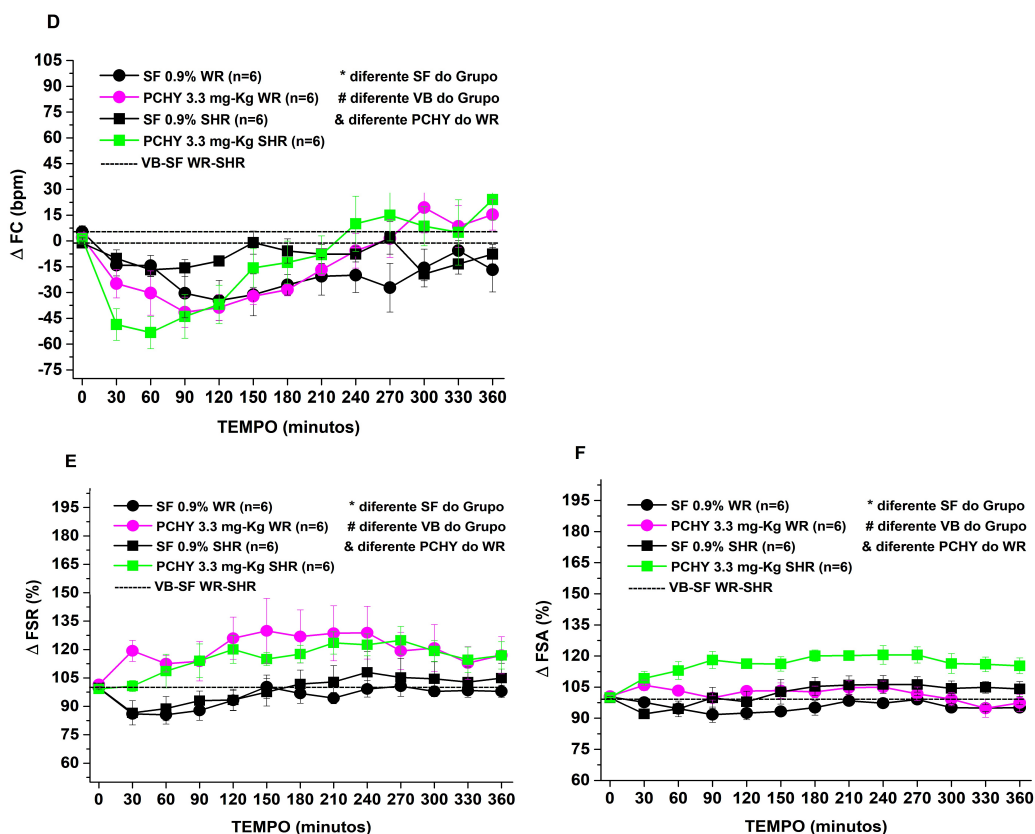 D
105
90
75
60
45
30
15
0
-15
-30
-45
-60
-75
Δ FC (bpm)
SF 0.9% WR (n=6)
PCHY 3.3 mg-Kg WR (n=6)
SF 0.9% SHR (n=6)
PCHY 3.3 mg-Kg SHR (n=6)
VB-SF WR-SHR
* diferente SF do Grupo
# diferente VB do Grupo
& diferente PCHY do WR
0 30 60 90 120 150 180 210 240 270 300 330 360
TEMPO (minutos)
E
195
180
165
150
135
120
105
90
75
60
Δ FSR (%)
SF 0.9% WR (n=6)
PCHY 3.3 mg-Kg WR (n=6)
SF 0.9% SHR (n=6)
PCHY 3.3 mg-Kg SHR (n=6)
VB-SF WR-SHR
* diferente SF do Grupo
# diferente VB do Grupo
& diferente PCHY do WR
0 30 60 90 120 150 180 210 240 270 300 330 360
TEMPO (minutos)
F
195
180
165
150
135
120
105
90
75
60
Δ FSA (%)
SF 0.9% WR (n=6)
PCHY 3.3 mg-Kg WR (n=6)
SF 0.9% SHR (n=6)
PCHY 3.3 mg-Kg SHR (n=6)
VB-SF WR-SHR
* diferente SF do Grupo
# diferente VB do Grupo
& diferente PCHY do WR
0 30 60 90 120 150 180 210 240 270 300 330 360
TEMPO (minutos)